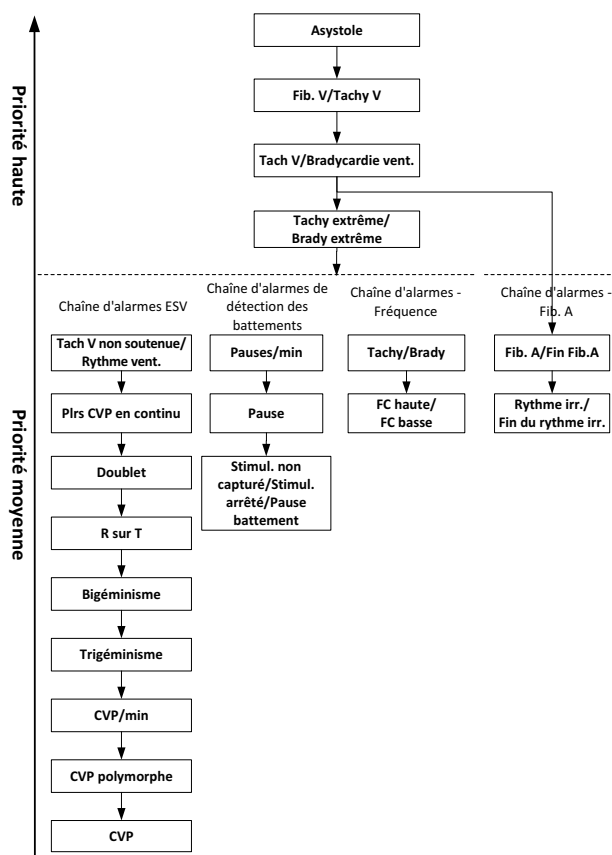 Priorité haute
Asystole
Fib. V/Tachy V
Tach V/Bradycardie vent.
Tachy extrême/
Brady extrême
Priorité moyenne
Chaîne d'alarmes ESV
Tach V non soutenue/
Rythme vent.
Plrs CVP en continu
Doublet
R sur T
Bigéminisme
Trigéminisme
CVP/min
CVP polymorphe
CVP
Chaîne d'alarmes de
détection des
battements
Pauses/min
Pause
Stimul. non
capturé/Stimul.
arrêté/Pause
battement
Chaîne d'alarmes -
Fréquence
Tachy/Brady
FC haute/
FC basse
Chaîne d'alarmes -
Fib. A
Fib. A/Fin Fib.A
Rythme irr./
Fin du rythme irr.